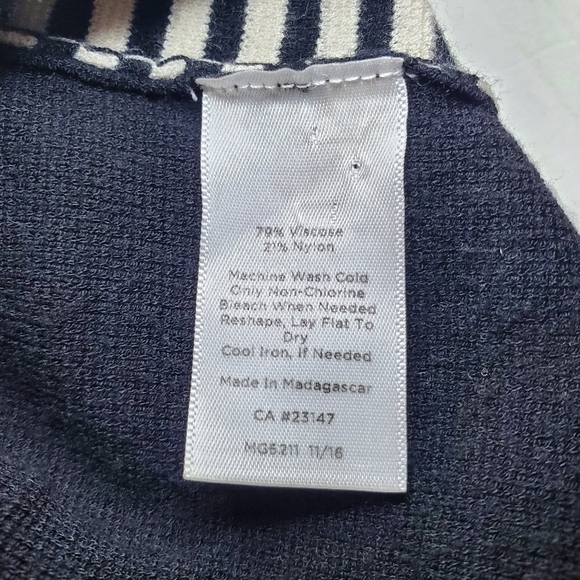 79% Viscose
21% Nylon
Machine Wash Cold
Only Non-Chlorine
Bleach When Needed
Reshape, Lay Flat To
Dry
Cool Iron, If Needed
Made In Madagascar
CA #23147
MG5211 11/16